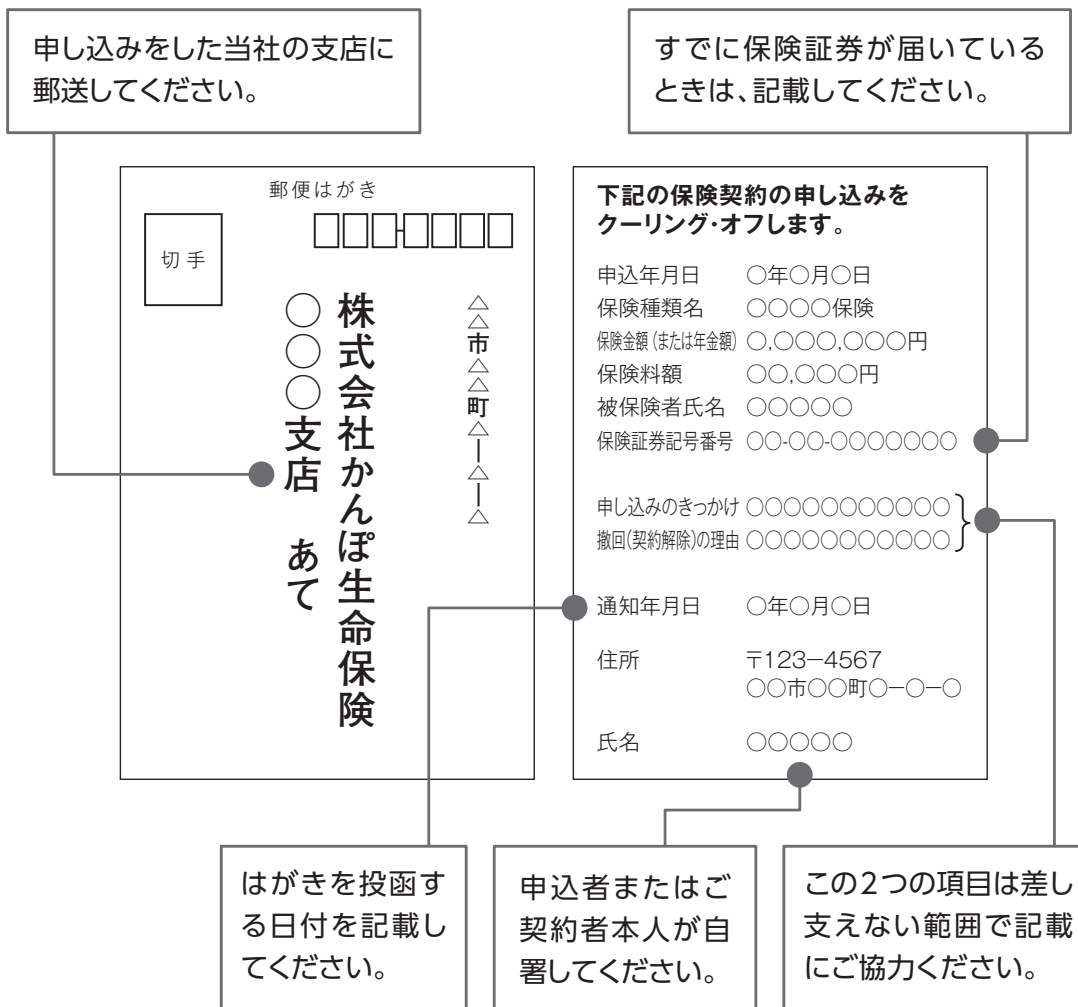 申し込みをした当社の支店に
郵送してください。
すでに保険証券が届いている
ときは、記載してください。
郵便はがき
切手
△△市△△町△－△－△
株式会社かんぽ生命保険
○○○支店　あて
下記の保険契約の申し込みを
クーリング・オフします。
申込年月日　○年○月○日
保険種類名　○○○○保険
保険金額(または年金額)　○,○○○,○○○円
保険料額　○○,○○○円
被保険者氏名　○○○○○
保険証券記号番号　○○-○○-○○○○○○○
申し込みのきっかけ　○○○○○○○○○○○
撤回(契約解除)の理由　○○○○○○○○○○○
通知年月日　○年○月○日
住所　〒123－4567
○○市○○町○－○－○
氏名　○○○○○
はがきを投函す
る日付を記載し
てください。
申込者またはご
契約者本人が自
署してください。
この2つの項目は差し
支えない範囲で記載
にご協力ください。